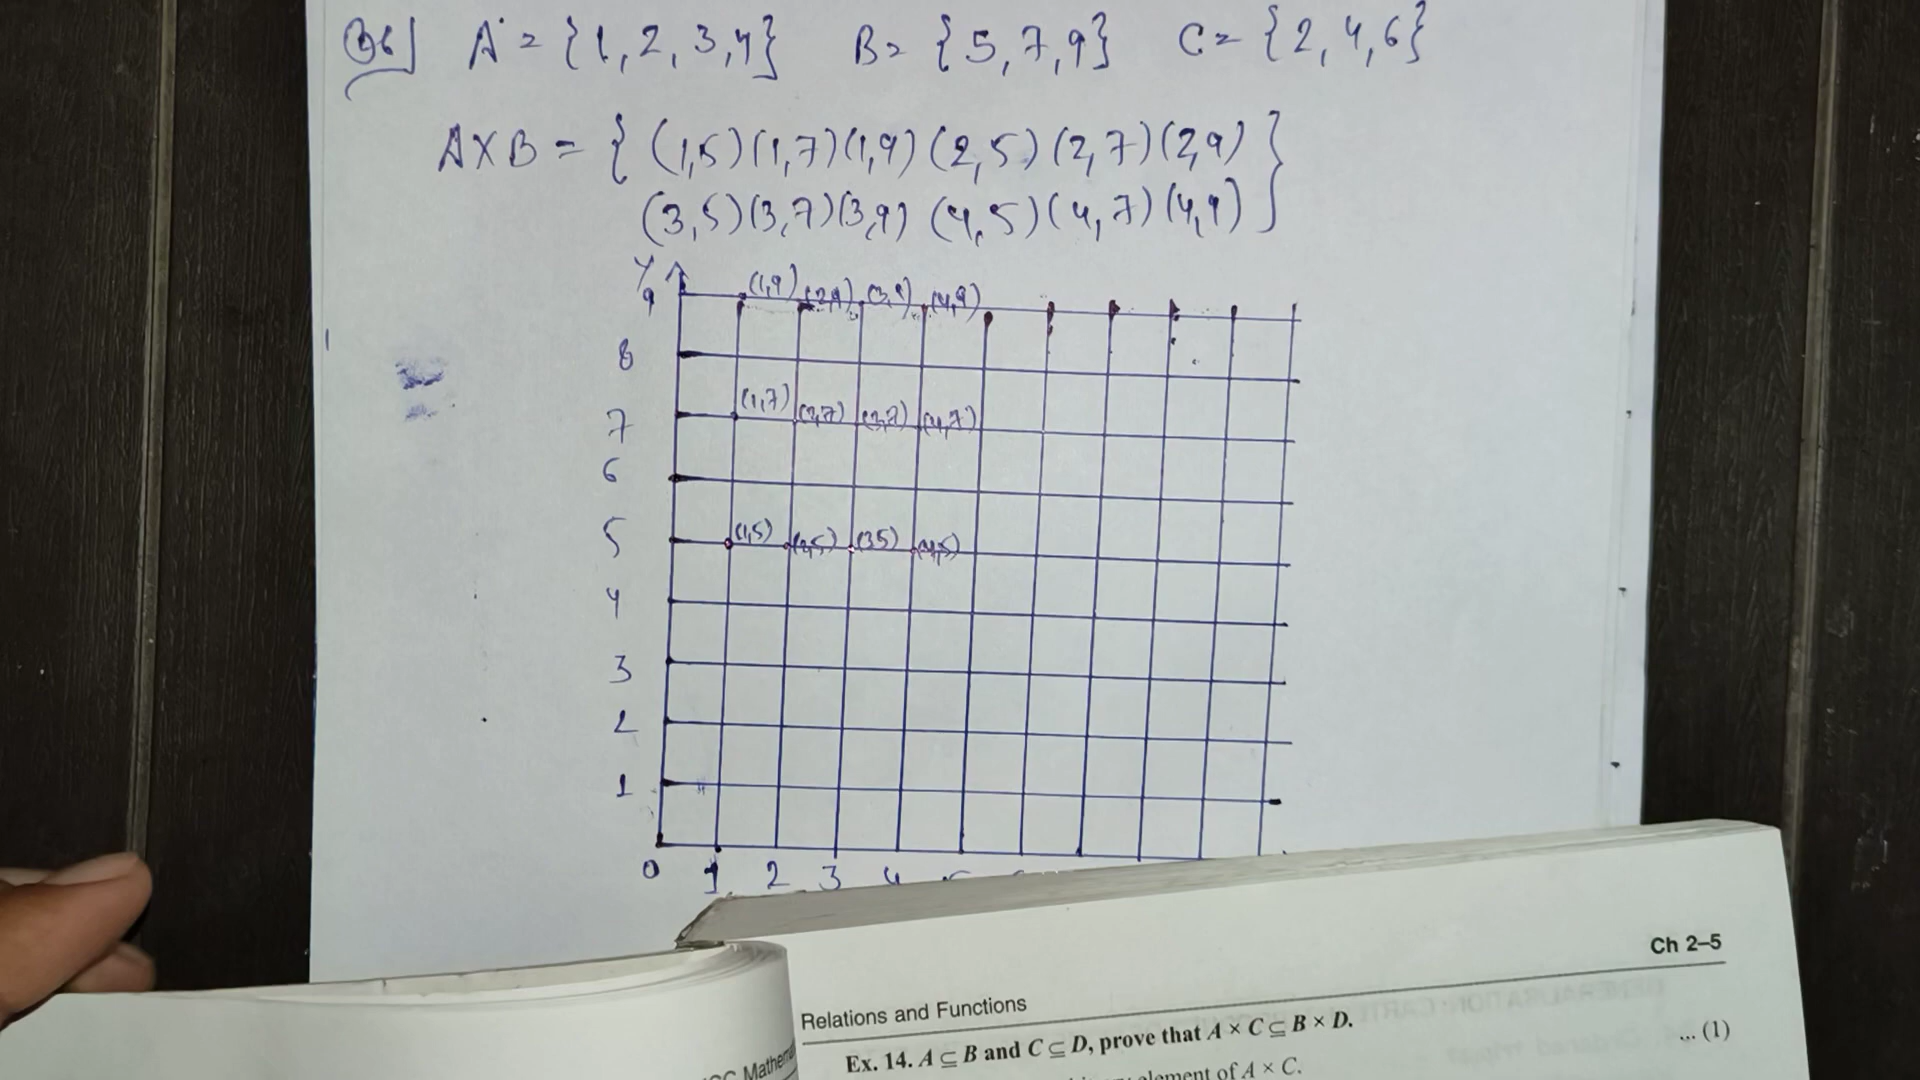 Q6] A = {1, 2, 3, 4} B = {5, 7, 9} C = {2, 4, 6}
A X B = { (1,5) (1,7) (1,9) (2,5) (2,7) (2,9)
(3,5) (3,7) (3,9) (4,5) (4,7) (4,9) }
Y
9 (1,9) (2,9) (3,9) (4,9)
8
7 (1,7) (2,7) (3,7) (4,7)
6
5 (1,5) (2,5) (35) (4,5)
4
3
2
1
0 1 2 3 4
Ch 2–5
Relations and Functions
Ex. 14. A ⊆ B and C ⊆ D, prove that A × C ⊆ B × D.
... (1)
element of A × C.